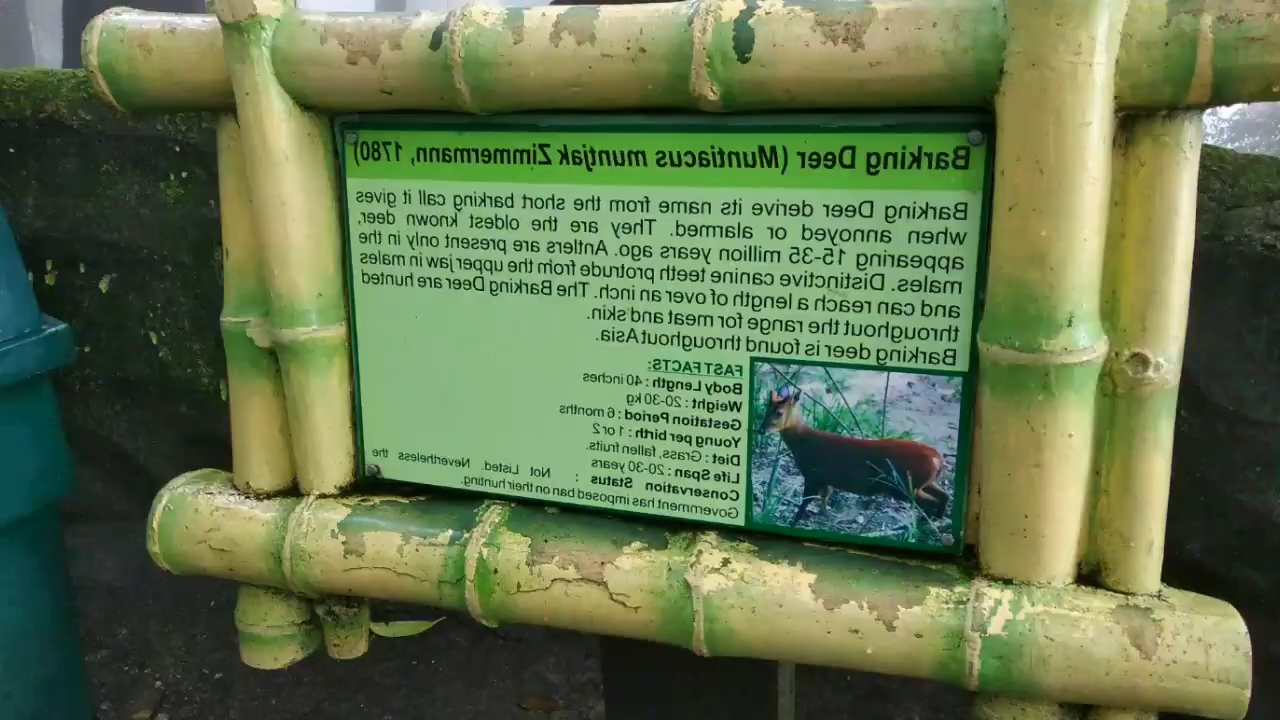 Barking Deer (Muntiacus muntjak Zimmermann, 1780)
Barking Deer derive its name from the short barking call it gives
when annoyed or alarmed. They are the oldest known deer,
appearing 15-35 million years ago. Antlers are present only in the
males. Distinctive canine teeth protrude from the upper jaw in males
and can reach a length of over an inch. The Barking Deer are hunted
throughout the range for meat and skin.
Barking deer is found throughout Asia.
FAST FACTS:
Body Length : 40 inches
Weight : 20-30 kg
Gestation Period : 6 months
Young per birth : 1 or 2
Diet : Grass, fallen fruits.
Life Span : 20-30 years
Conservation Status : Not Listed. Nevertheless the
Government has imposed ban on their hunting.